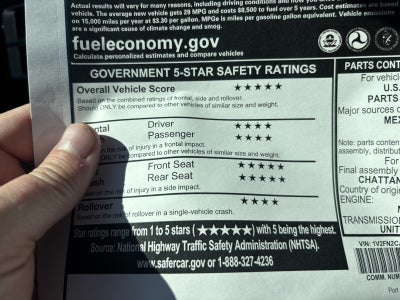 Actual results will vary for many reasons, including driving conditions and how you drive
vehicle. The average new vehicle gets 29 MPG and costs $8,500 to fuel over 5 years. Cost estimates are based
on 15,000 miles per year at $3.30 per gallon. MPGe is miles per gasoline gallon equivalent. Vehicle emissions
are a significant cause of climate change and smog.
fueleconomy.gov
Calculate personalized estimates and compare vehicles
GOVERNMENT 5-STAR SAFETY RATINGS
Overall Vehicle Score ★★★★★
Based on the combined ratings of frontal, side and rollover.
Should ONLY be compared to other vehicles of similar size and weight.
Driver ★★★★
Passenger ★★★★
risk of injury in a frontal impact.
ONLY be compared to other vehicles of similar size and weight.
Front Seat ★★★★★
Rear Seat ★★★★★
Based on the risk of injury in a side impact.
Rollover ★★★★
Based on the risk of rollover in a single-vehicle crash.
Star ratings range from 1 to 5 stars (★★★★★) with 5 being the highest.
Source: National Highway Traffic Safety Administration (NHTSA).
www.safercar.gov or 1-888-327-4236
PARTS CONT
For vehicl
U.S.
PARTS
Major sources o
MEX
Note: parts content
assembly, distribut
For
Final assembly
CHATTAN
Country of origin
ENGINE:
TRANSMISSION
UNIT
VIN: 1V2FN2C
COMM. NUM